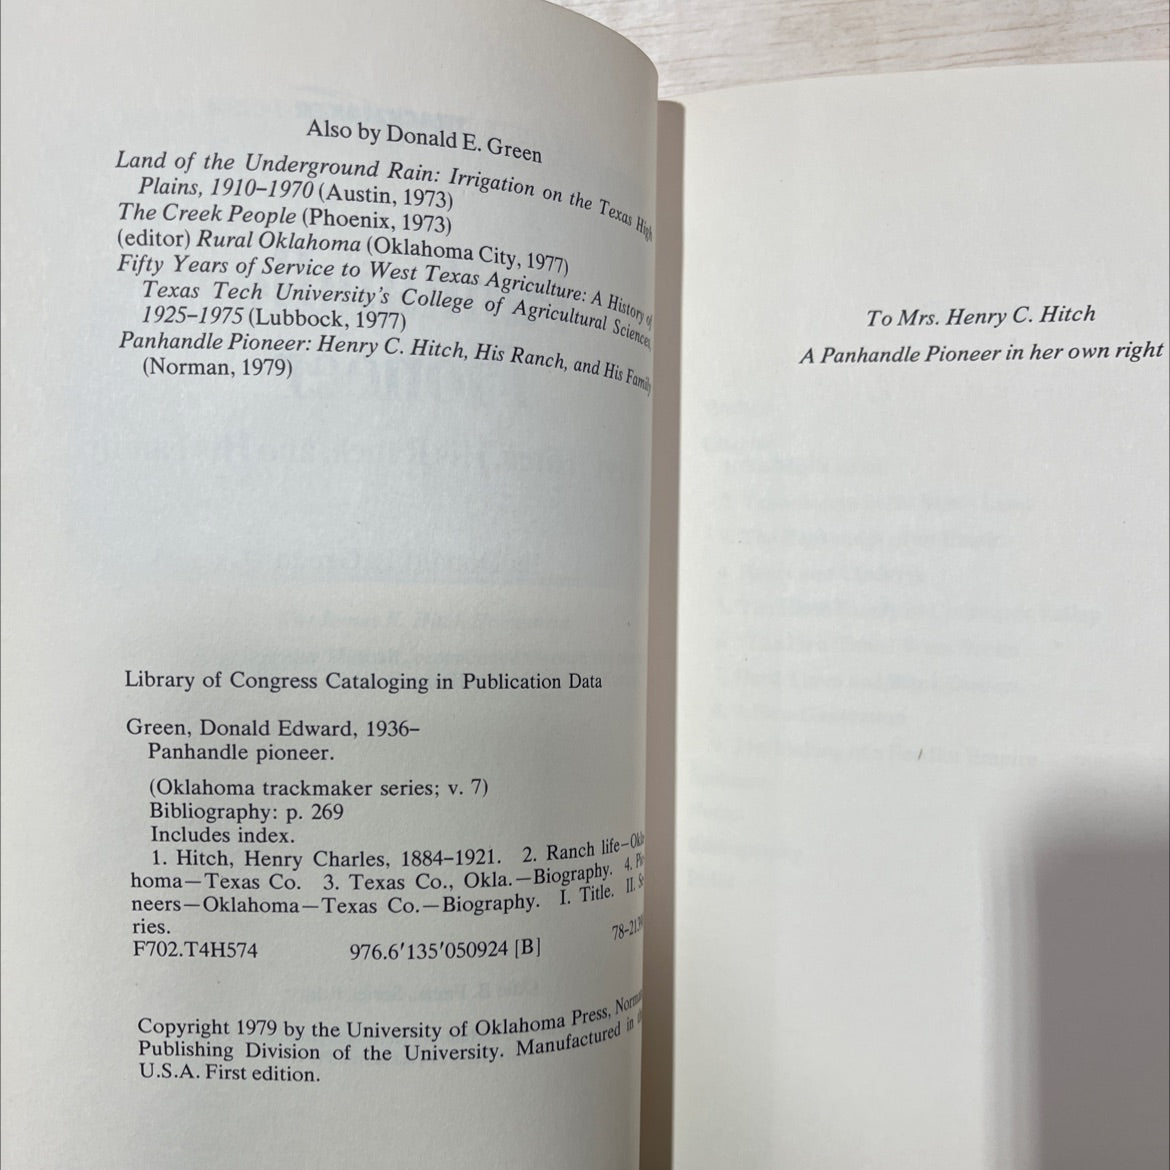 Also by Donald E. Green
Land of the Underground Rain: Irrigation on the Texas High
Plains, 1910–1970 (Austin, 1973)
The Creek People (Phoenix, 1973)
(editor) Rural Oklahoma (Oklahoma City, 1977)
Fifty Years of Service to West Texas Agriculture: A History of
Texas Tech University's College of Agricultural Sciences,
1925–1975 (Lubbock, 1977)
Panhandle Pioneer: Henry C. Hitch, His Ranch, and His Family
(Norman, 1979)
Library of Congress Cataloging in Publication Data
Green, Donald Edward, 1936–
Panhandle pioneer.
(Oklahoma trackmaker series; v. 7)
Bibliography: p. 269
Includes index.
1. Hitch, Henry Charles, 1884–1921. 2. Ranch life—Okla
homa—Texas Co. 3. Texas Co., Okla.—Biography. 4. Pio
neers—Oklahoma—Texas Co.—Biography. I. Title. II. Se
ries.
F702.T4H574 976.6′135′050924 [B]
Copyright 1979 by the University of Oklahoma Press, Norman
Publishing Division of the University. Manufactured in the
U.S.A. First edition.
To Mrs. Henry C. Hitch
A Panhandle Pioneer in her own right